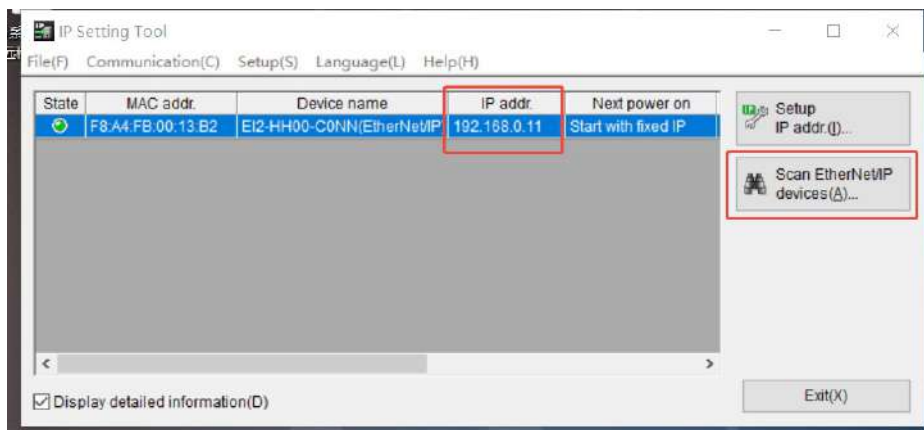 IP Setting Tool
File(F) Communication(C) Setup(S) Language(L) Help(H)
State MAC addr. Device name IP addr. Next power on
F8:A4:FB:00:13:B2 EI2-HH00-C0NN(EtherNet/IP 192.168.0.11 Start with fixed IP
Setup
IP addr.(I)...
Scan EtherNet/IP
devices(A)...
Display detailed information(D)
Exit(X)